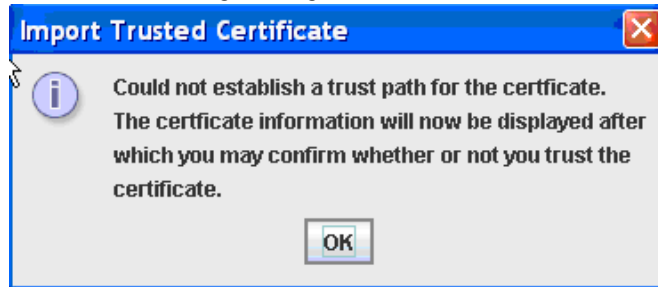 Import Trusted Certificate
Could not establish a trust path for the certficate.
The certficate information will now be displayed after
which you may confirm whether or not you trust the
certificate.
OK